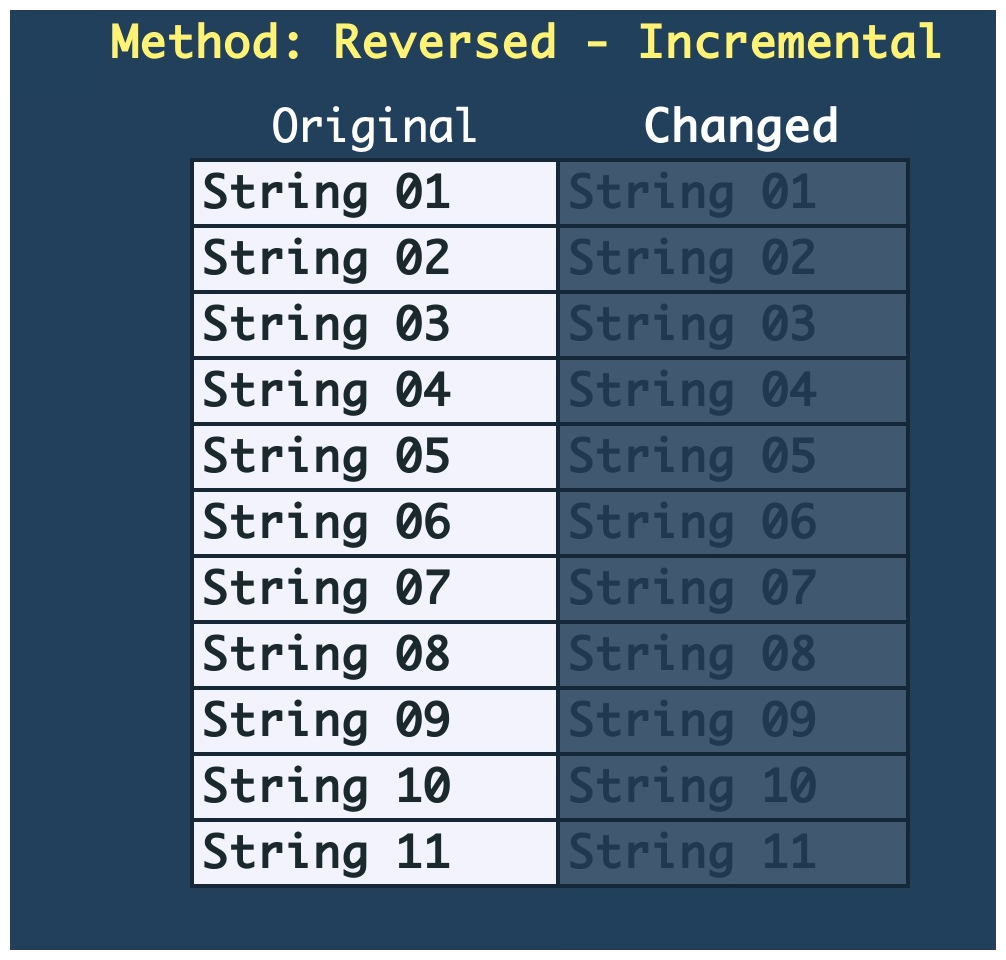 Method: Reversed - Incremental
Original Changed
String 01 String 01
String 02 String 02
String 03 String 03
String 04 String 04
String 05 String 05
String 06 String 06
String 07 String 07
String 08 String 08
String 09 String 09
String 10 String 10
String 11 String 11